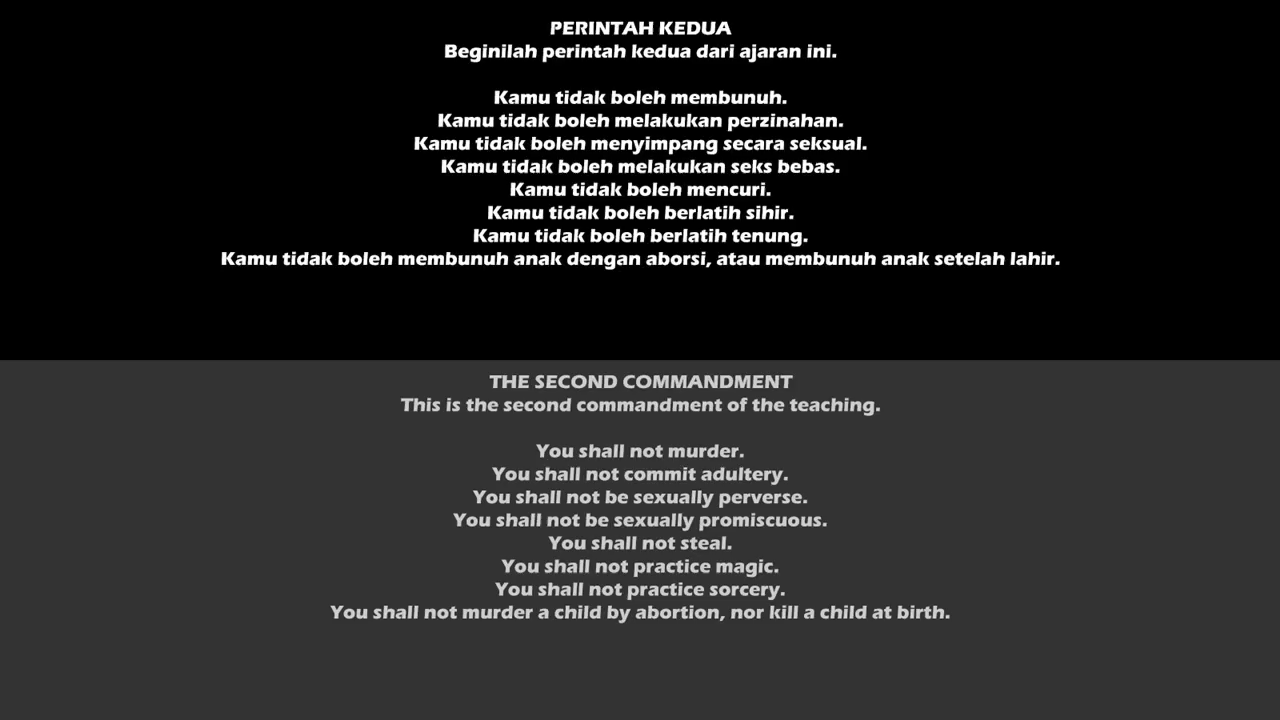 PERINTAH KEDUA
Beginilah perintah kedua dari ajaran ini.
Kamu tidak boleh membunuh.
Kamu tidak boleh melakukan perzinahan.
Kamu tidak boleh menyimpang secara seksual.
Kamu tidak boleh melakukan seks bebas.
Kamu tidak boleh mencuri.
Kamu tidak boleh berlatih sihir.
Kamu tidak boleh berlatih tenung.
Kamu tidak boleh membunuh anak dengan aborsi, atau membunuh anak setelah lahir.
THE SECOND COMMANDMENT
This is the second commandment of the teaching.
You shall not murder.
You shall not commit adultery.
You shall not be sexually perverse.
You shall not be sexually promiscuous.
You shall not steal.
You shall not practice magic.
You shall not practice sorcery.
You shall not murder a child by abortion, nor kill a child at birth.